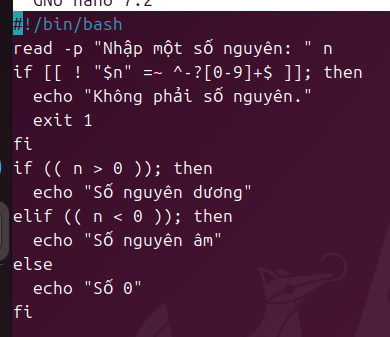 GNU nano 7.2
#!/bin/bash
read -p "Nhập một số nguyên: " n
if [[ ! "$n" =~ ^-?[0-9]+$ ]]; then
  echo "Không phải số nguyên."
  exit 1
fi
if (( n > 0 )); then
  echo "Số nguyên dương"
elif (( n < 0 )); then
  echo "Số nguyên âm"
else
  echo "Số 0"
fi